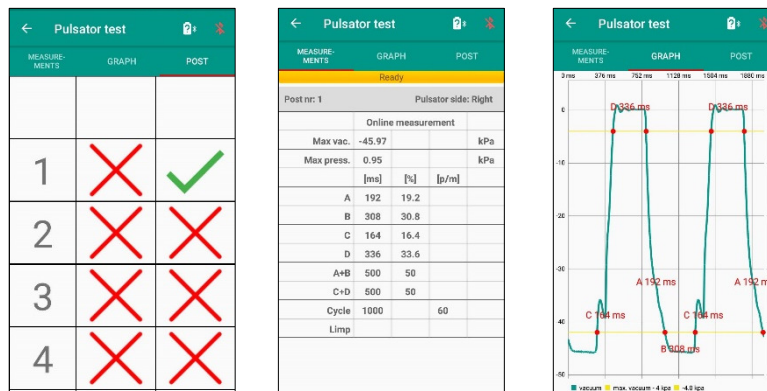 Pulsator test
MEASURE-
MENTS
GRAPH
POST
1
2
3
4
Pulsator test
MEASURE-
MENTS
GRAPH
POST
Ready
Post nr: 1 Pulsator side: Right
Online measurement
Max vac. -45.97 kPa
Max press. 0.95 kPa
[ms] [%] [p/m]
A 192 19.2
B 308 30.8
C 164 16.4
D 336 33.6
A+B 500 50
C+D 500 50
Cycle 1000 60
Limp
Pulsator test
MEASURE-
MENTS
GRAPH
POST
3 ms 376 ms 752 ms 1128 ms 1504 ms 1880 ms
0
D 336 ms D 336 ms
-10
-20
-30
A 192 ms A 192 m
C 164 ms C 164 ms
-40
B 308 ms
-50
vacuum max. vacuum - 4 kpa -4.0 kpa